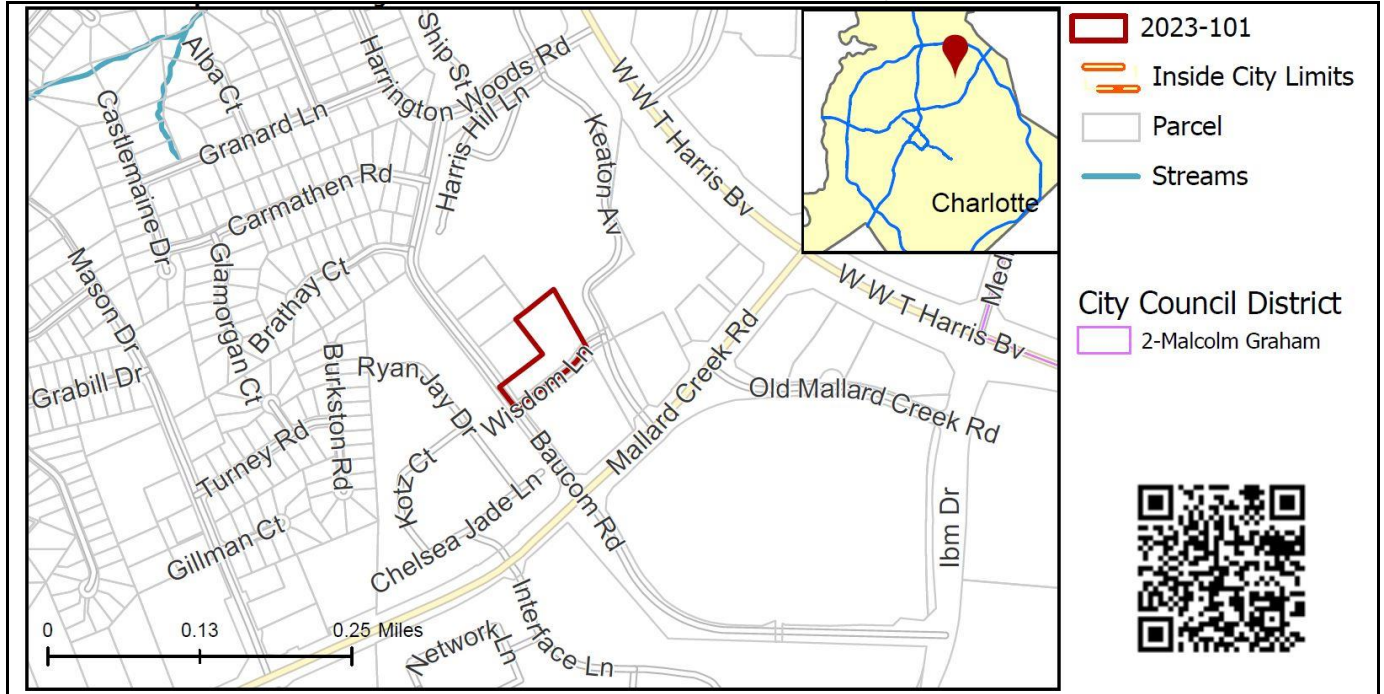 Alba Ct
Ship St
Harrington Woods Rd
Granard Ln
Castlemaine Dr
Harris Hill Ln
Keaton Av
W W T Harris Bv
Carmathen Rd
Mason Dr
Glamorgan Ct
Brathay Ct
Burkston Rd
Grabill Dr
Ryan Jay Dr
Wisdom Ln
Mallard Creek Rd
W W T Harris Bv
Med
Old Mallard Creek Rd
Turney Rd
Baucom Rd
Kotz Ct
Gillman Ct
Chelsea Jade Ln
Ibm Dr
Interface Ln
Network Ln
0 0.13 0.25 Miles
Charlotte
2023-101
Inside City Limits
Parcel
Streams
City Council District
2-Malcolm Graham